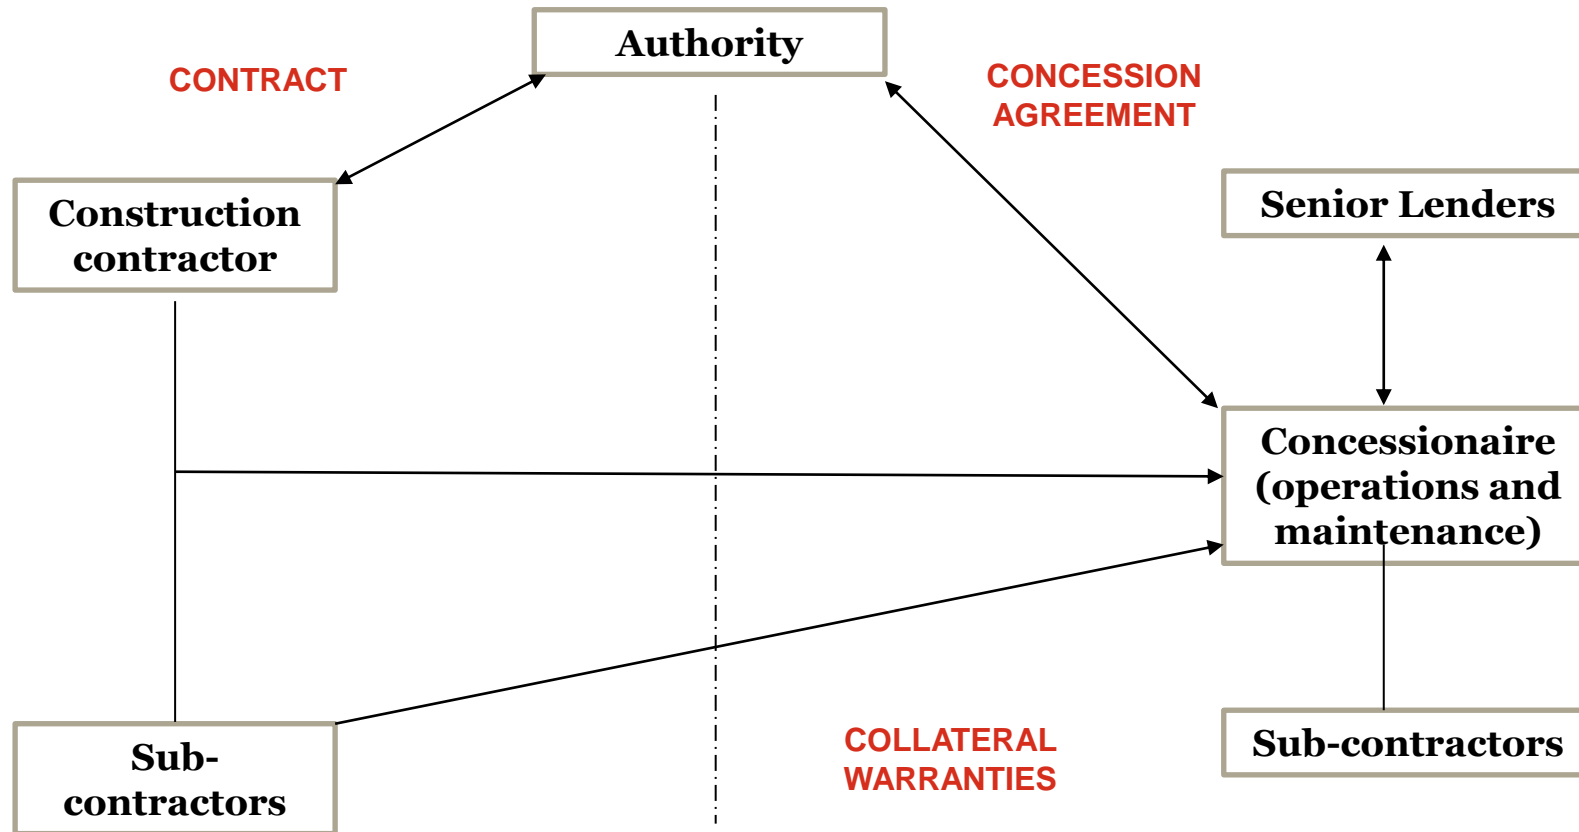 Authority
CONTRACT
CONCESSION
AGREEMENT
Construction
contractor
Senior Lenders
Concessionaire
(operations and
maintenance)
Sub-
contractors
COLLATERAL
WARRANTIES
Sub-contractors